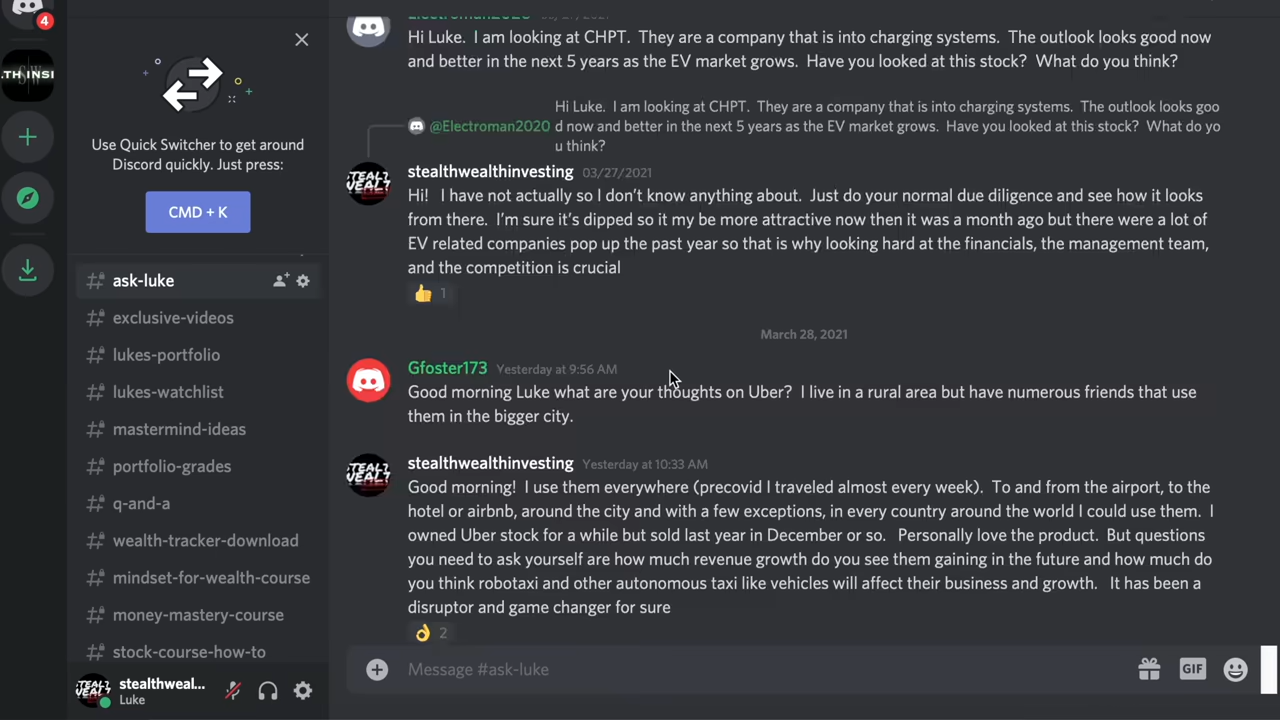 4
.TH INSI
Use Quick Switcher to get around
Discord quickly. Just press:
CMD + K
ask-luke
exclusive-videos
lukes-portfolio
lukes-watchlist
mastermind-ideas
portfolio-grades
q-and-a
wealth-tracker-download
mindset-for-wealth-course
money-mastery-course
stock-course-how-to
stealthweal...
Luke
Electroman2020 03/27/2021
Hi Luke. I am looking at CHPT. They are a company that is into charging systems. The outlook looks good now
and better in the next 5 years as the EV market grows. Have you looked at this stock? What do you think?
@Electroman2020 Hi Luke. I am looking at CHPT. They are a company that is into charging systems. The outlook looks goo
d now and better in the next 5 years as the EV market grows. Have you looked at this stock? What do yo
u think?
stealthwealthinvesting 03/27/2021
Hi! I have not actually so I don't know anything about. Just do your normal due diligence and see how it looks
from there. I'm sure it's dipped so it my be more attractive now then it was a month ago but there were a lot of
EV related companies pop up the past year so that is why looking hard at the financials, the management team,
and the competition is crucial
1
March 28, 2021
Gfoster173 Yesterday at 9:56 AM
Good morning Luke what are your thoughts on Uber? I live in a rural area but have numerous friends that use
them in the bigger city.
stealthwealthinvesting Yesterday at 10:33 AM
Good morning! I use them everywhere (precovid I traveled almost every week). To and from the airport, to the
hotel or airbnb, around the city and with a few exceptions, in every country around the world I could use them. I
owned Uber stock for a while but sold last year in December or so. Personally love the product. But questions
you need to ask yourself are how much revenue growth do you see them gaining in the future and how much do
you think robotaxi and other autonomous taxi like vehicles will affect their business and growth. It has been a
disruptor and game changer for sure
2
Message #ask-luke
GIF